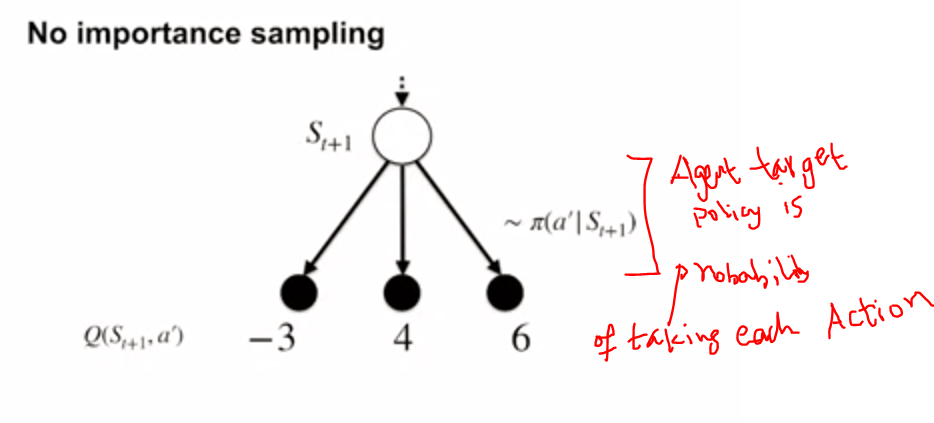 No importance sampling
S_{t+1}
Agent target
policy is
~ π(a'|S_{t+1})
probability
of taking each Action
Q(S_{t+1}, a') −3 4 6